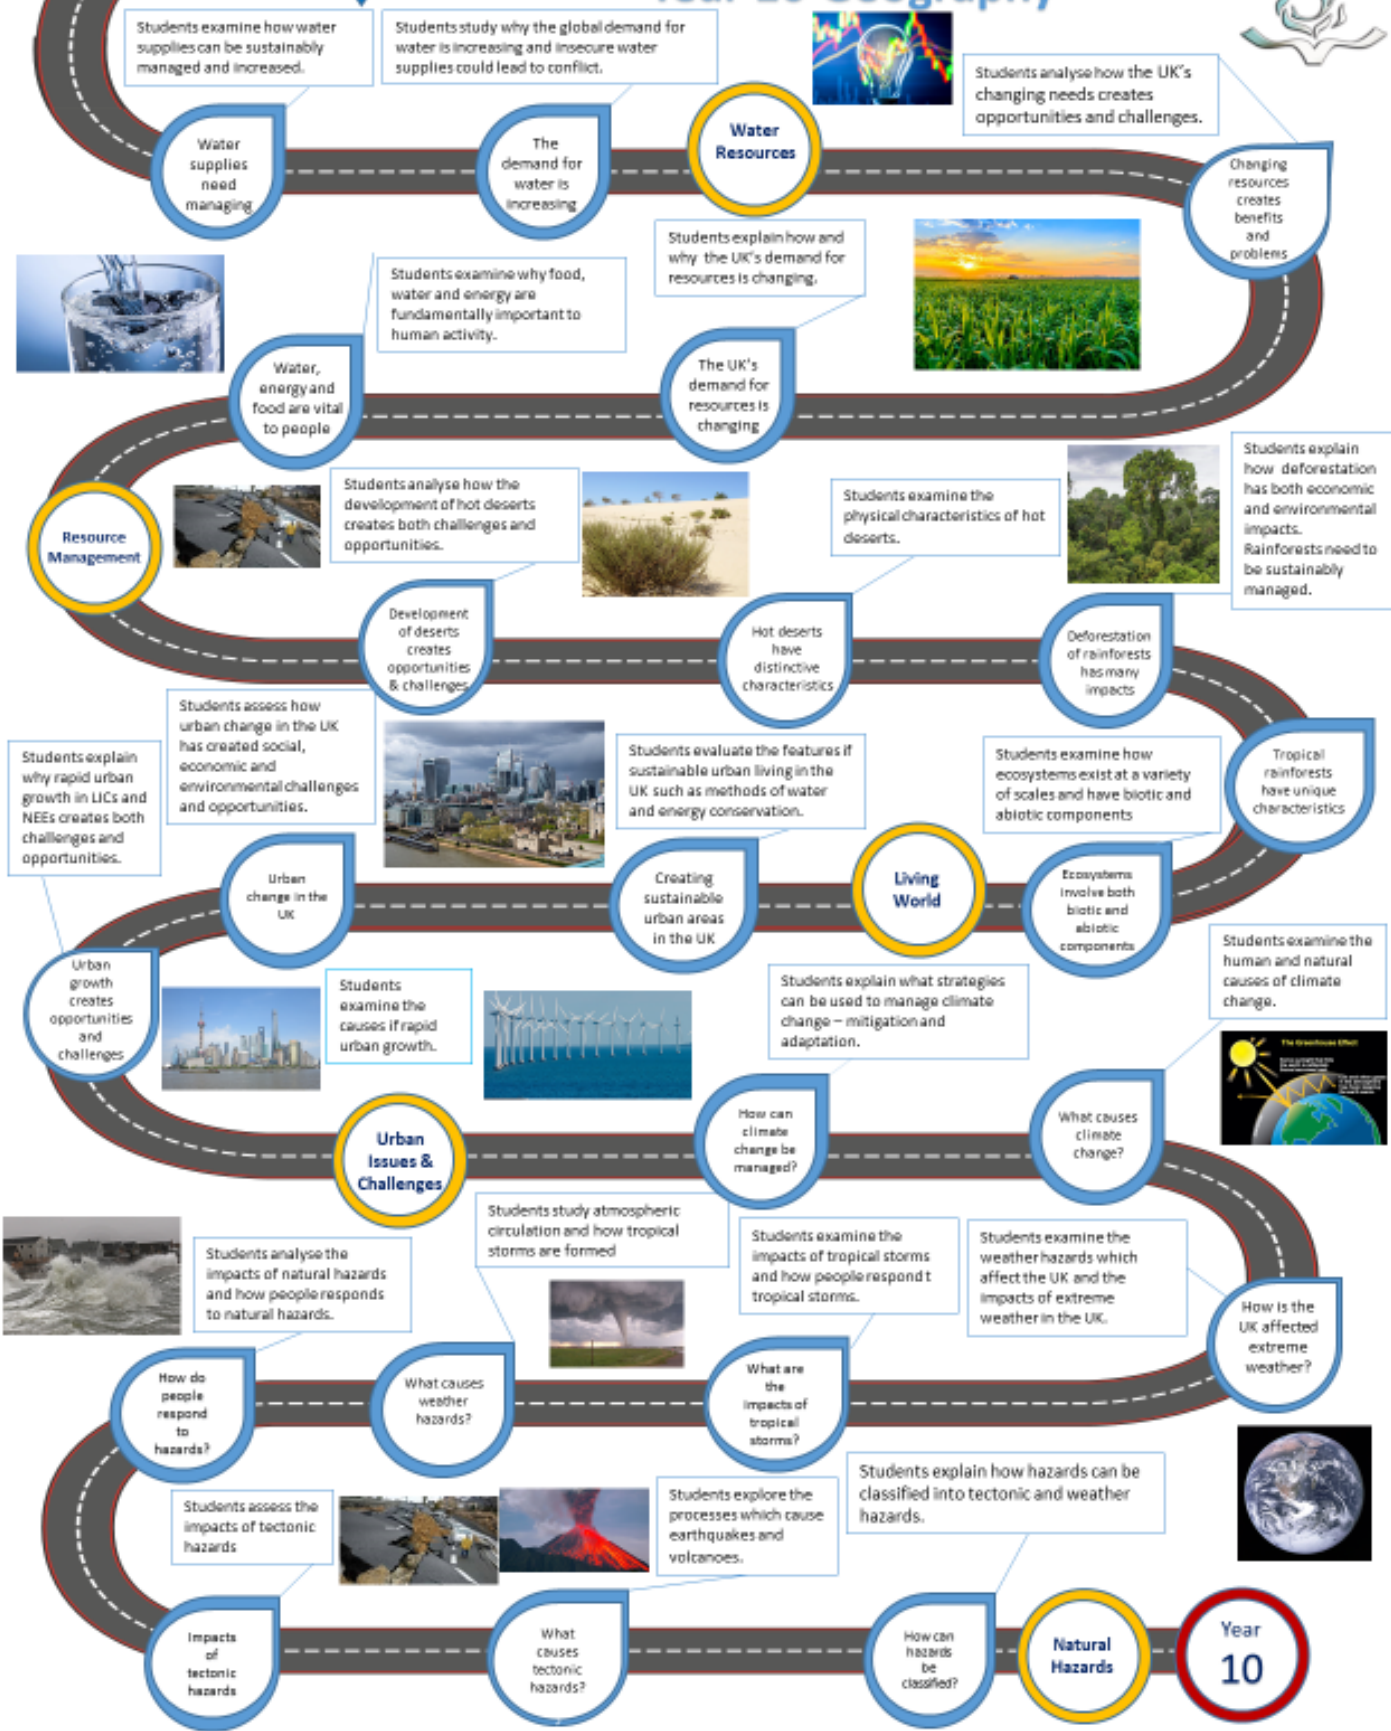 Year 10 Geography
Students examine how water
supplies can be sustainably
managed and increased.
Students study why the global demand for
water is increasing and insecure water
supplies could lead to conflict.
Students analyse how the UK's
changing needs creates
opportunities and challenges.
Water
supplies
need
managing
The
demand for
water is
increasing
Water
Resources
Changing
resources
creates
benefits
and
problems
Students examine why food,
water and energy are
fundamentally important to
human activity.
Students explain how and
why the UK's demand for
resources is changing.
Water,
energy and
food are vital
to people
The UK's
demand for
resources is
changing
Resource
Management
Students analyse how the
development of hot deserts
creates both challenges and
opportunities.
Students examine the
physical characteristics of hot
deserts.
Students explain
how deforestation
has both economic
and environmental
impacts.
Rainforests need to
be sustainably
managed.
Development
of deserts
creates
opportunities
& challenges
Hot deserts
have
distinctive
characteristics
Deforestation
of rainforests
has many
impacts
Students explain
why rapid urban
growth in LICs and
NEEs creates both
challenges and
opportunities.
Students assess how
urban change in the UK
has created social,
economic and
environmental challenges
and opportunities.
Students evaluate the features if
sustainable urban living in the
UK such as methods of water
and energy conservation.
Students examine how
ecosystems exist at a variety
of scales and have biotic and
abiotic components
Tropical
rainforests
have unique
characteristics
Urban
change in the
UK
Creating
sustainable
urban areas
in the UK
Living
World
Ecosystems
involve both
biotic and
abiotic
components
Urban
growth
creates
opportunities
and
challenges
Students
examine the
causes if rapid
urban growth.
Students explain what strategies
can be used to manage climate
change – mitigation and
adaptation.
Students examine the
human and natural
causes of climate
change.
The Greenhouse Effect
Urban
Issues &
Challenges
How can
climate
change be
managed?
What causes
climate
change?
Students analyse the
impacts of natural hazards
and how people responds
to natural hazards.
Students study atmospheric
circulation and how tropical
storms are formed
Students examine the
impacts of tropical storms
and how people respond t
tropical storms.
Students examine the
weather hazards which
affect the UK and the
impacts of extreme
weather in the UK.
How is the
UK affected
extreme
weather?
How do
people
respond
to
hazards?
What causes
weather
hazards?
What are
the
impacts of
tropical
storms?
Students assess the
impacts of tectonic
hazards
Students explore the
processes which cause
earthquakes and
volcanoes.
Students explain how hazards can be
classified into tectonic and weather
hazards.
Impacts
of
tectonic
hazards
What
causes
tectonic
hazards?
How can
hazards
be
classified?
Natural
Hazards
Year
10